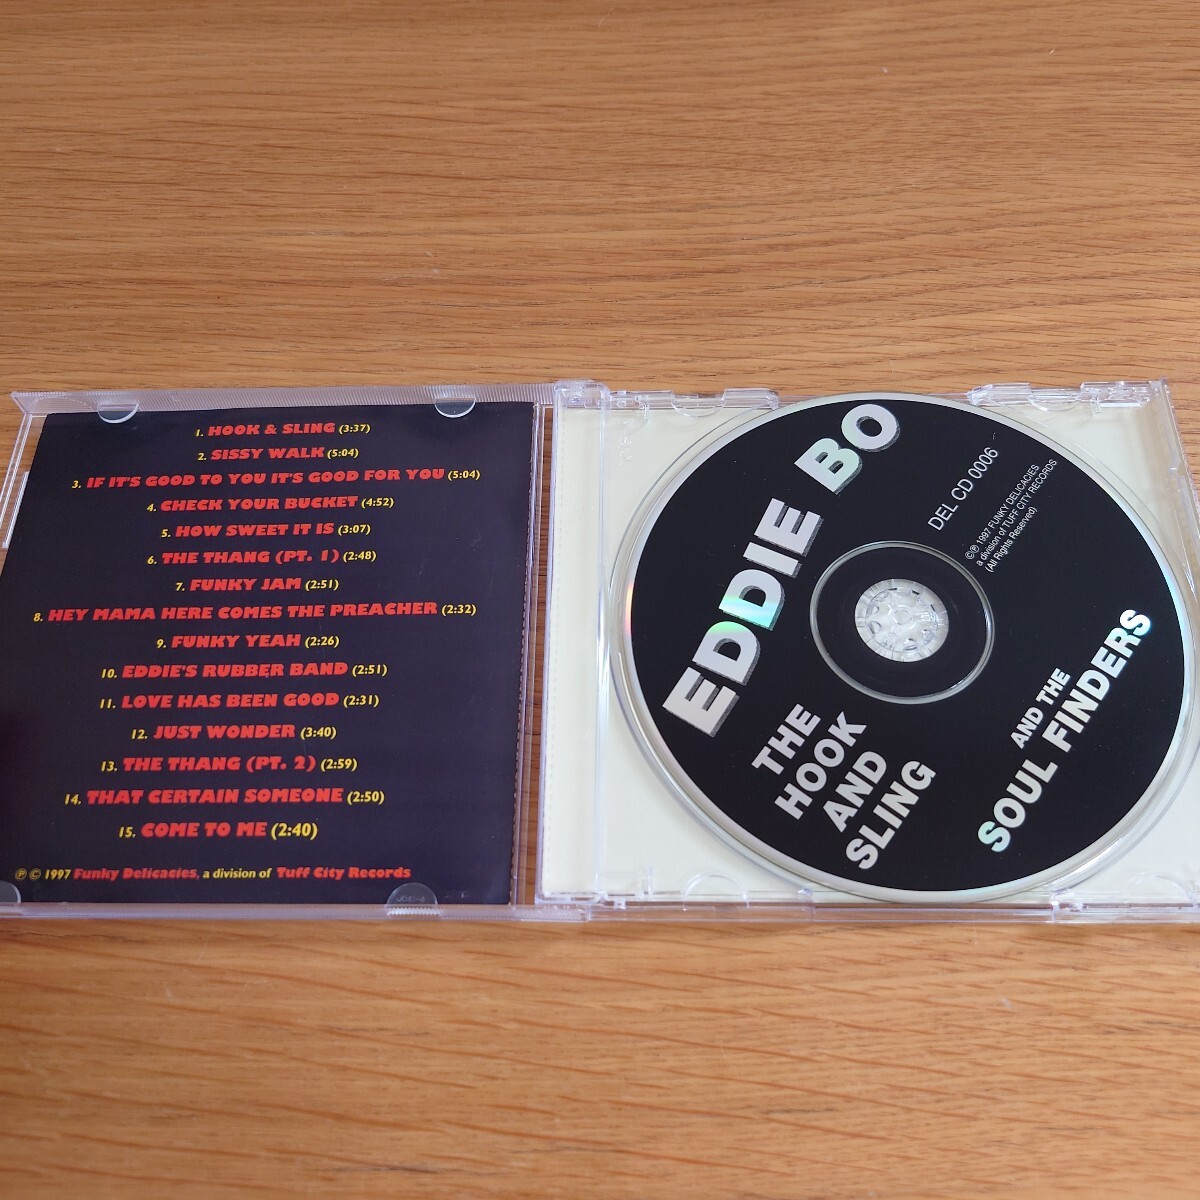 1. HOOK & SLING (3:37)
2. SISSY WALK (5:04)
3. IF IT'S GOOD TO YOU IT'S GOOD FOR YOU (5:04)
4. CHECK YOUR BUCKET (4:52)
5. HOW SWEET IT IS (3:07)
6. THE THANG (PT. 1) (2:48)
7. FUNKY JAM (2:51)
8. HEY MAMA HERE COMES THE PREACHER (2:32)
9. FUNKY YEAH (2:26)
10. EDDIE'S RUBBER BAND (2:51)
11. LOVE HAS BEEN GOOD (2:31)
12. JUST WONDER (3:40)
13. THE THANG (PT. 2) (2:59)
14. THAT CERTAIN SOMEONE (2:50)
15. COME TO ME (2:40)
℗ © 1997 Funky Delicacies, a division of Tuff City Records
EDDIE BO
DEL CD 0006
©℗ 1997 FUNKY DELICACIES
a division of TUFF CITY RECORDS
(All Rights Reserved)
THE
HOOK
AND
SLING
AND THE
SOUL FINDERS